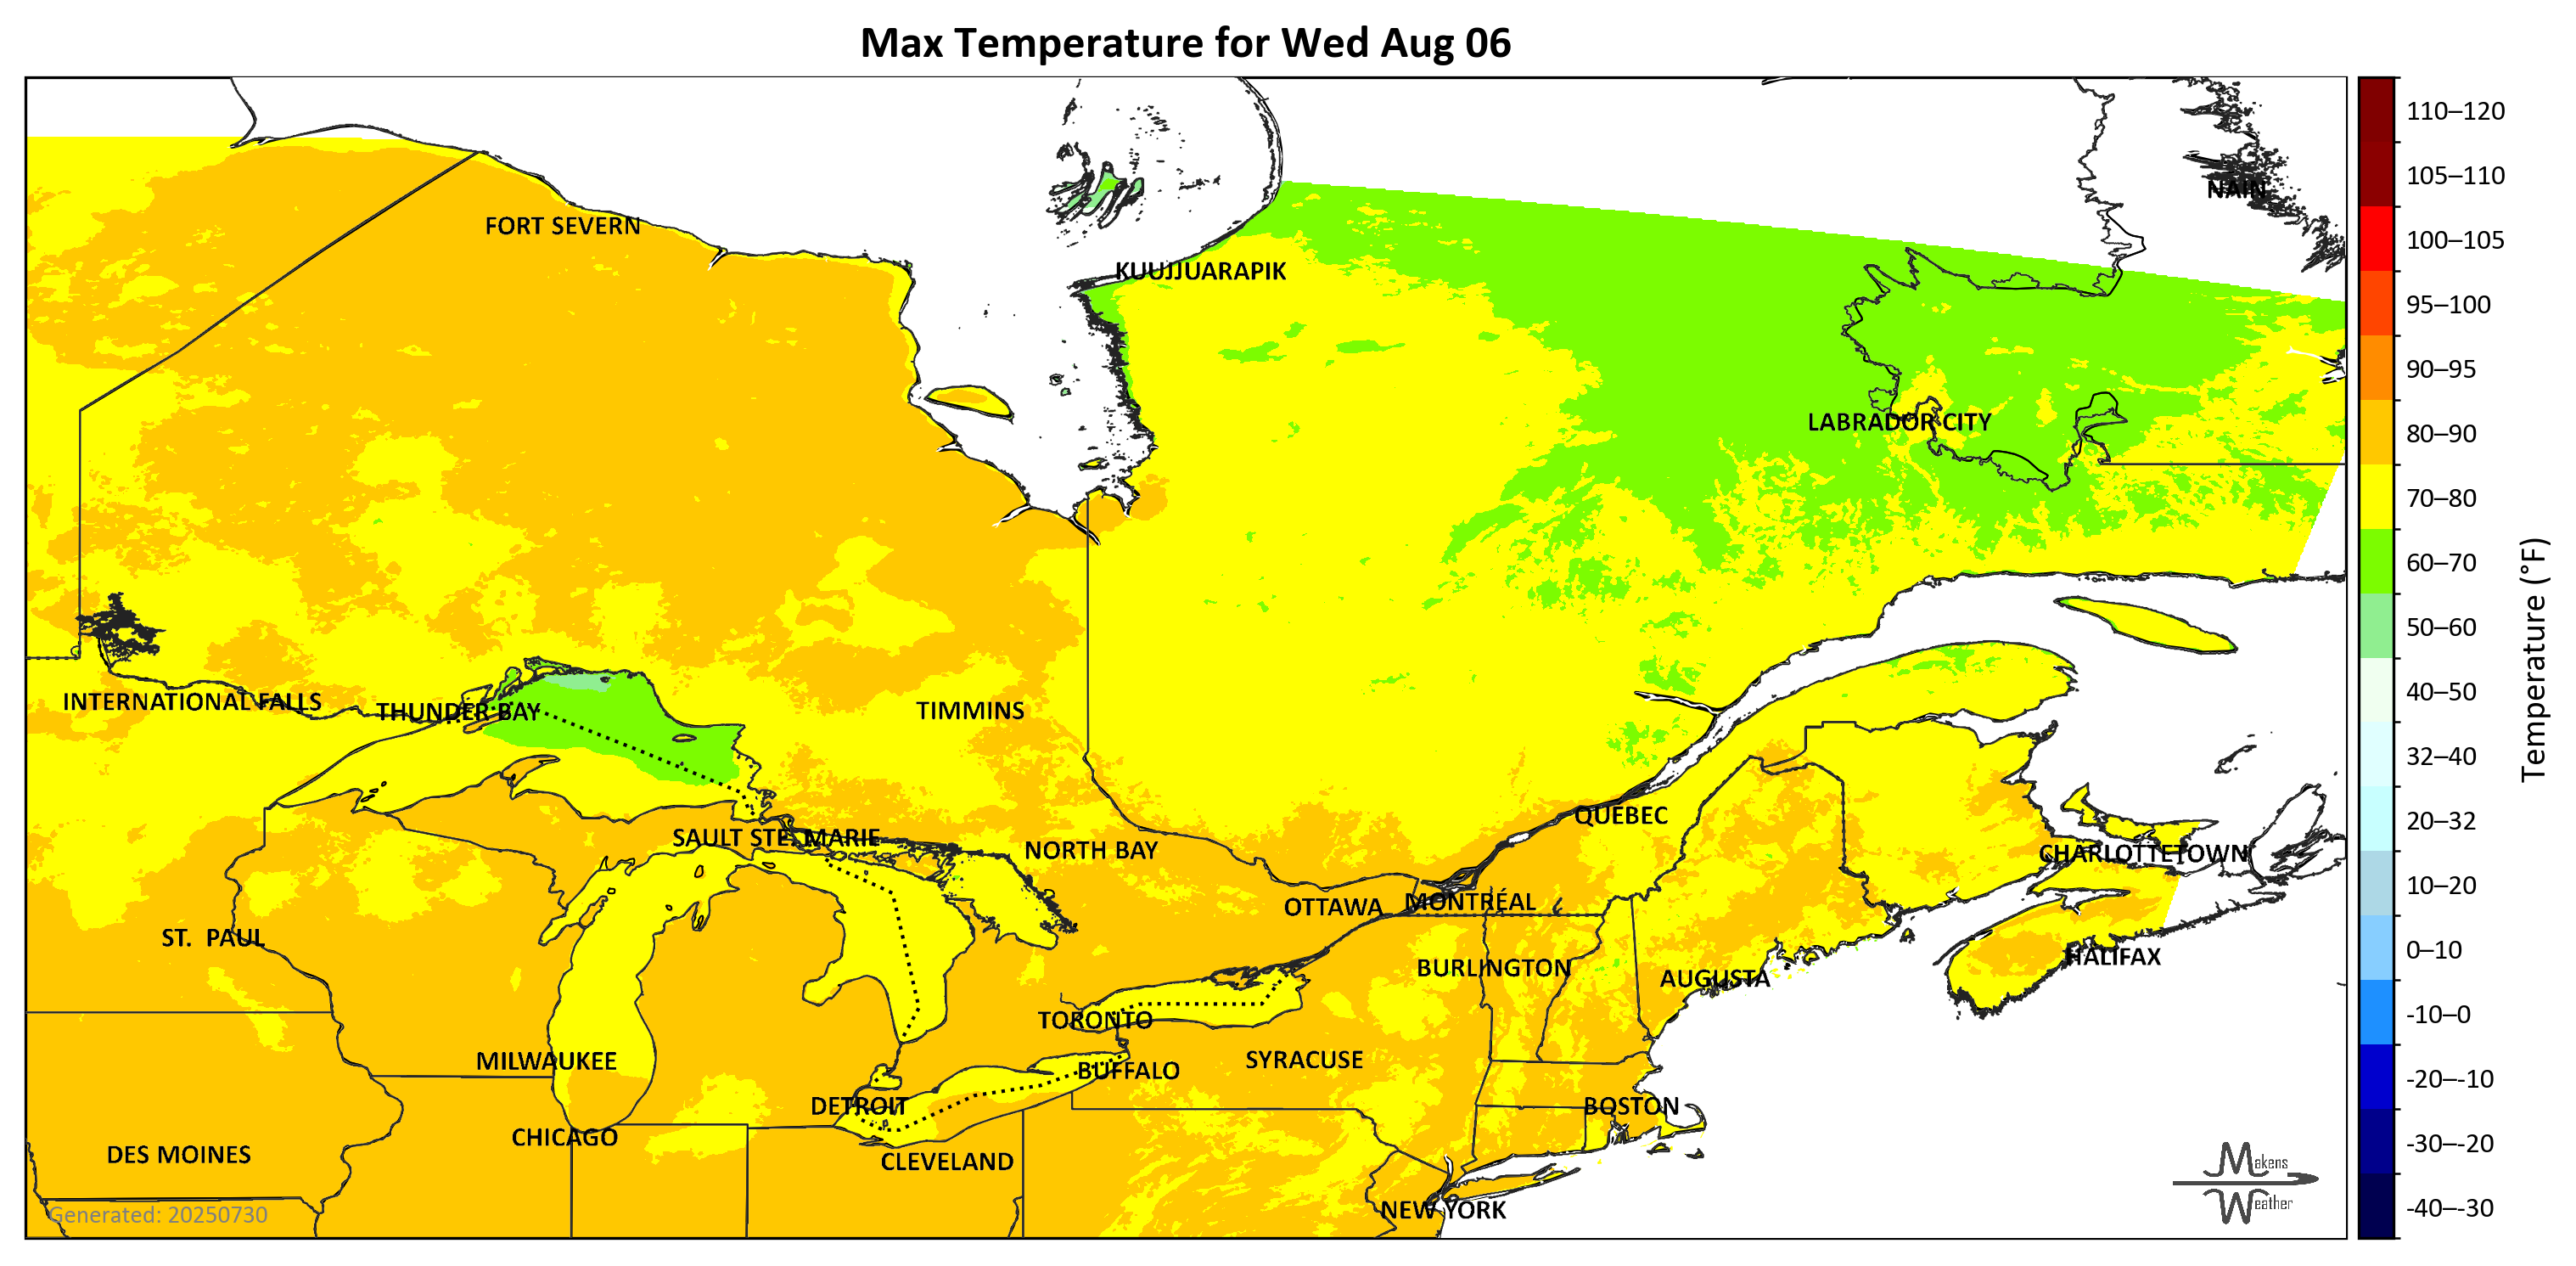 Max Temperature for Wed Aug 06
NAIN
FORT SEVERN
KUUJJUARAPIK
LABRADOR CITY
INTERNATIONAL FALLS
THUNDER BAY
TIMMINS
QUEBEC
SAULT STE. MARIE
NORTH BAY
CHARLOTTETOWN
OTTAWA
MONTRÉAL
ST. PAUL
HALIFAX
BURLINGTON
AUGUSTA
TORONTO
MILWAUKEE
SYRACUSE
BUFFALO
DETROIT
BOSTON
CHICAGO
DES MOINES
CLEVELAND
NEW YORK
Generated: 20250730
Makens
Weather
110–120
105–110
100–105
95–100
90–95
80–90
70–80
60–70
50–60
40–50
32–40
20–32
10–20
0–10
-10–0
-20–-10
-30–-20
-40–-30
Temperature (°F)